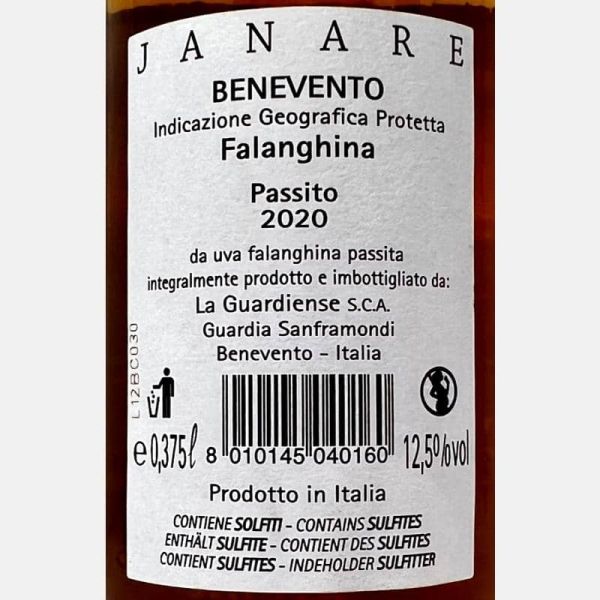 JANARE
BENEVENTO
Indicazione Geografica Protetta
Falanghina
Passito
2020
da uva falanghina passita
integralmente prodotto e imbottigliato da:
La Guardiense S.C.A.
Guardia Sanframondi
Benevento - Italia
L12BC030
e 0,375ℓ 8 010145 040160 12,5%vol
Prodotto in Italia
CONTIENE SOLFITI - CONTAINS SULFITES
ENTHÄLT SULFITE - CONTIENT DES SULFITES
CONTIENT SULFITES - INDEHOLDER SULFITTER